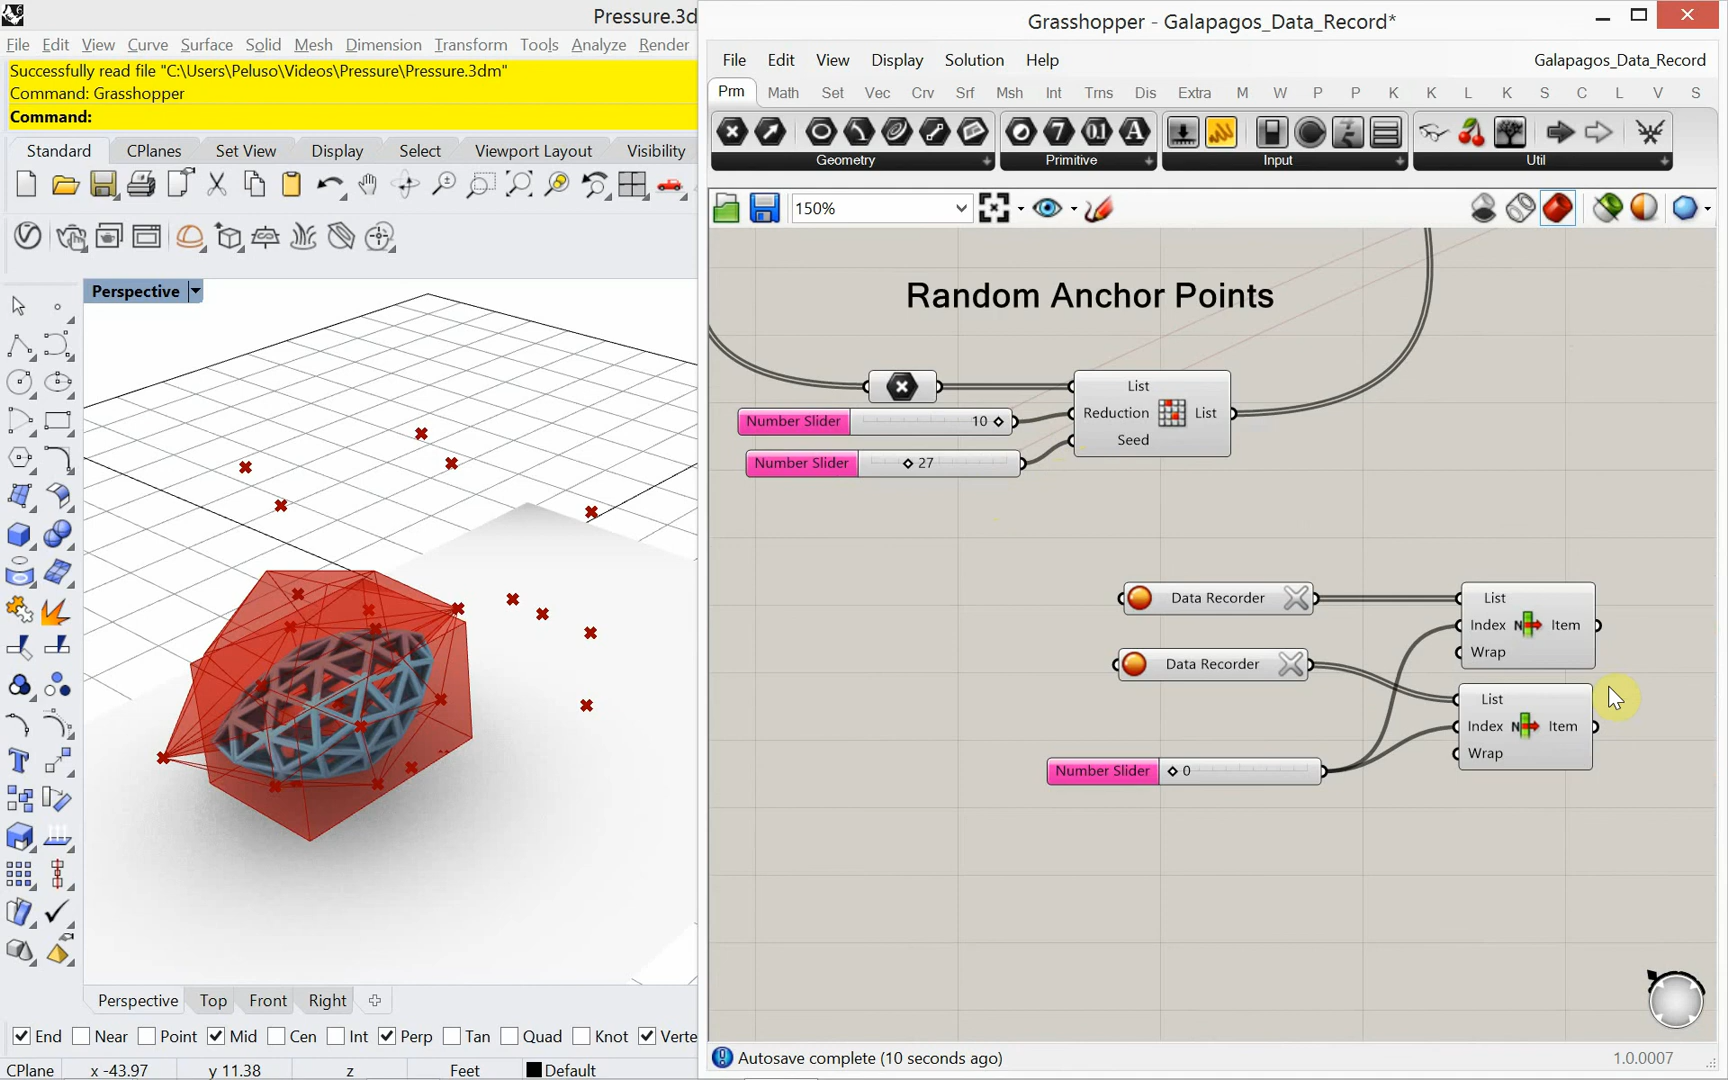 Pressure.3d
File Edit View Curve Surface Solid Mesh Dimension Transform Tools Analyze Render
Successfully read file "C:\Users\Peluso\Videos\Pressure\Pressure.3dm"
Command: Grasshopper
Command:
Standard CPlanes Set View Display Select Viewport Layout Visibility
Perspective
Perspective Top Front Right
End Near Point Mid Cen Int Perp Tan Quad Knot Verte
CPlane x -43.97 y 11.38 z Feet Default
Grasshopper - Galapagos_Data_Record*
File Edit View Display Solution Help Galapagos_Data_Record
Prm Math Set Vec Crv Srf Msh Int Trns Dis Extra M W P P K K L K S C L V S
Geometry Primitive Input Util
150%
Random Anchor Points
Number Slider 10
Number Slider 27
List
Reduction List
Seed
Data Recorder
Data Recorder
Number Slider 0
List
Index Item
Wrap
List
Index Item
Wrap
Autosave complete (10 seconds ago) 1.0.0007